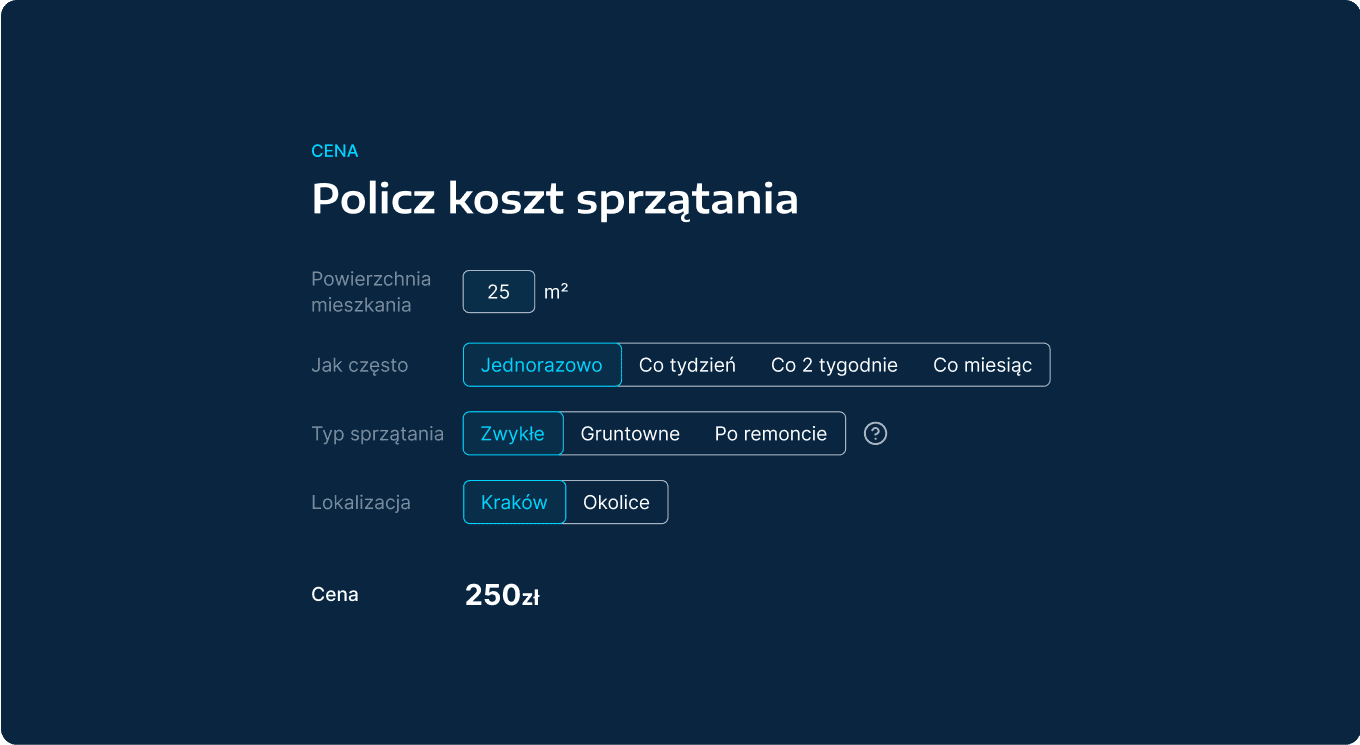 CENA
Policz koszt sprzątania
Powierzchnia
mieszkania
25 m²
Jak często Jednorazowo Co tydzień Co 2 tygodnie Co miesiąc
Typ sprzątania Zwykłe Gruntowne Po remoncie ?
Lokalizacja Kraków Okolice
Cena 250zł